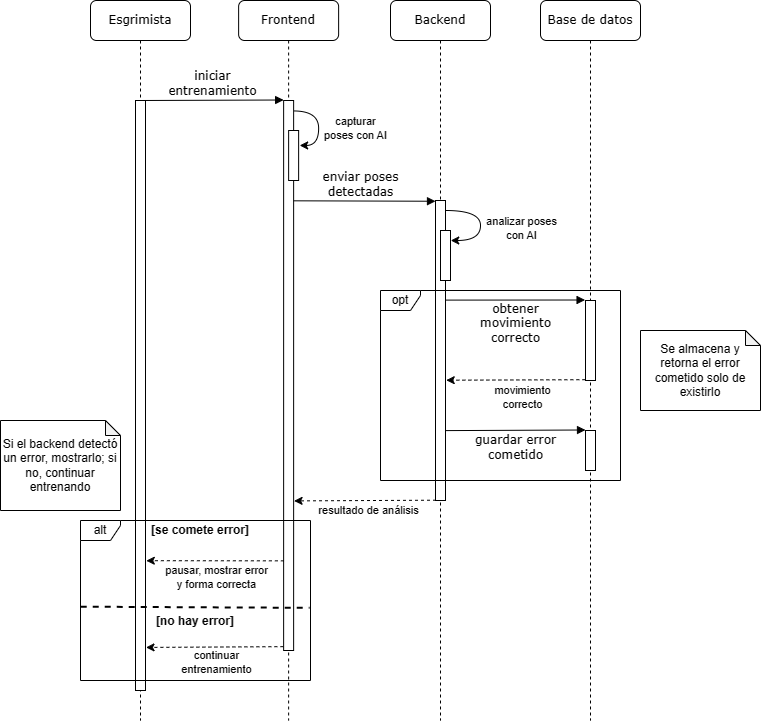 Esgrimista
Frontend
Backend
Base de datos
iniciar
entrenamiento
capturar
poses con AI
enviar poses
detectadas
analizar poses
con AI
opt
obtener
movimiento
correcto
Se almacena y
retorna el error
cometido solo de
existirlo
movimiento
correcto
guardar error
cometido
Si el backend detectó
un error, mostrarlo; si
no, continuar
entrenando
resultado de análisis
alt
[se comete error]
pausar, mostrar error
y forma correcta
[no hay error]
continuar
entrenamiento